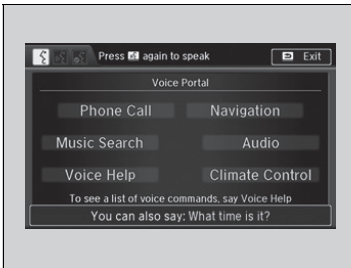 Press again to speak
Exit
Voice Portal
Phone Call
Navigation
Music Search
Audio
Voice Help
Climate Control
To see a list of voice commands, say Voice Help
You can also say: What time is it?